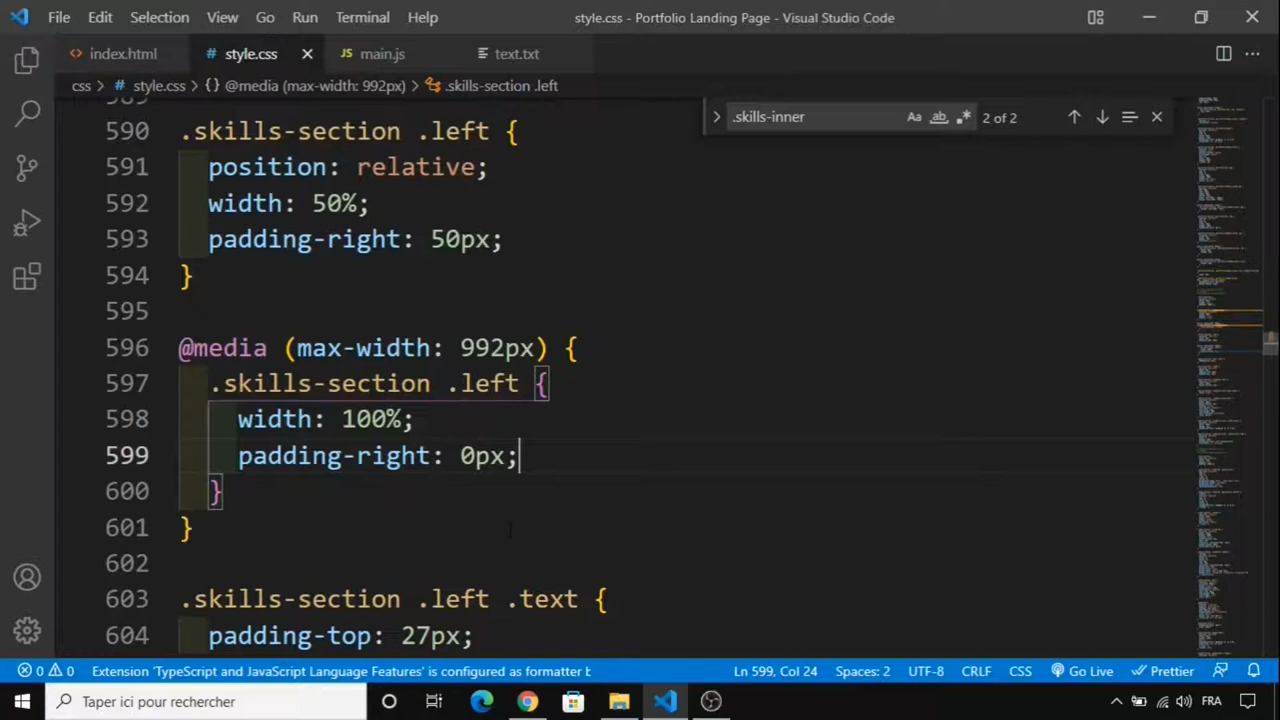 File Edit Selection View Go Run Terminal Help style.css - Portfolio Landing Page - Visual Studio Code
index.html # style.css JS main.js text.txt
css > # style.css > {} @media (max-width: 992px) > .skills-section .left
.skills-inner Aa ab .* 2 of 2
589
590 .skills-section .left {
591 position: relative;
592 width: 50%;
593 padding-right: 50px;
594 }
595
596 @media (max-width: 992px) {
597 .skills-section .left {
598 width: 100%;
599 padding-right: 0px;
600 }
601 }
602
603 .skills-section .left .text {
604 padding-top: 27px;
0 0 Extension 'TypeScript and JavaScript Language Features' is configured as formatter b Ln 599, Col 24 Spaces: 2 UTF-8 CRLF CSS Go Live Prettier
Taper ici pour rechercher FRA